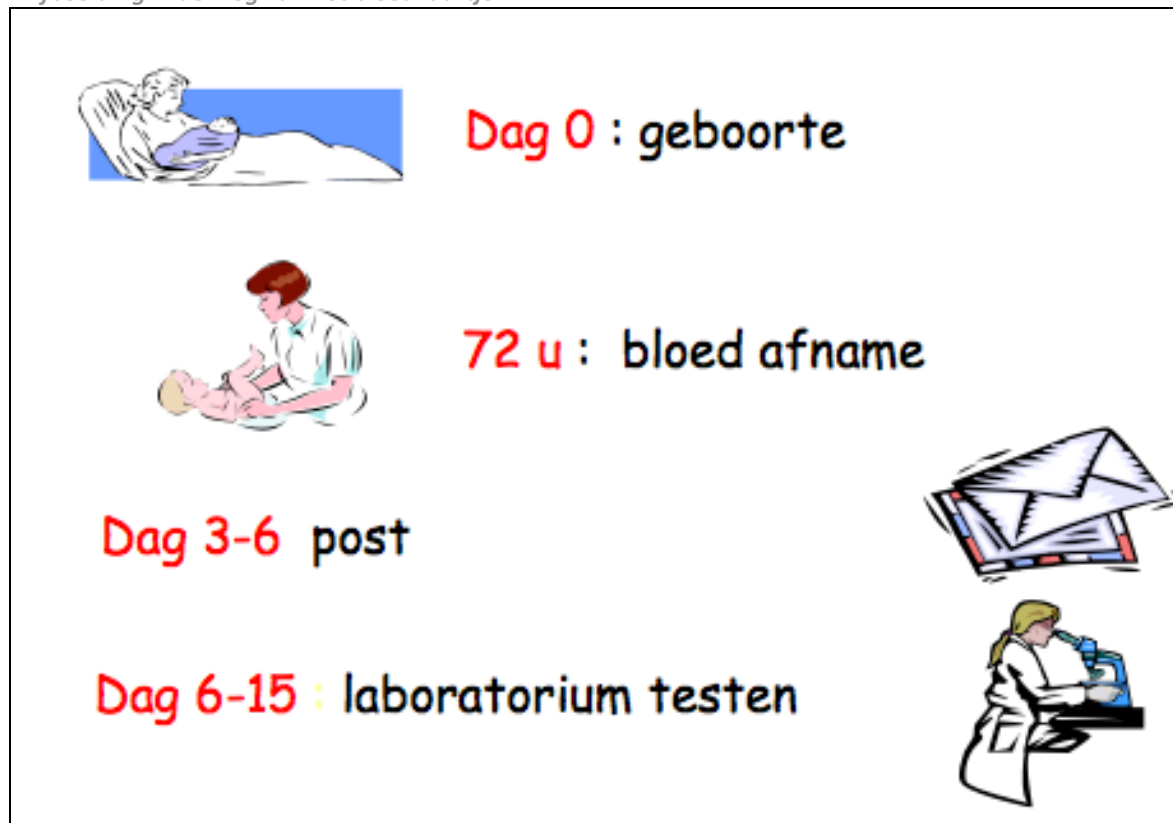 Dag 0 : geboorte
72 u : bloed afname
Dag 3-6 post
Dag 6-15 : laboratorium testen